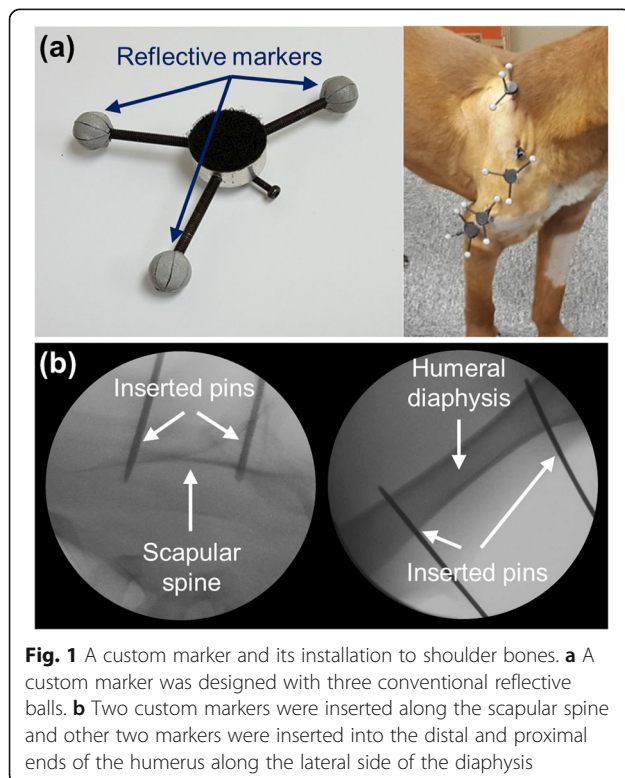 (a)
Reflective markers
(b)
Inserted pins
Scapular
spine
Humeral
diaphysis
Inserted pins
Fig. 1 A custom marker and its installation to shoulder bones. a A
custom marker was designed with three conventional reflective
balls. b Two custom markers were inserted along the scapular spine
and other two markers were inserted into the distal and proximal
ends of the humerus along the lateral side of the diaphysis